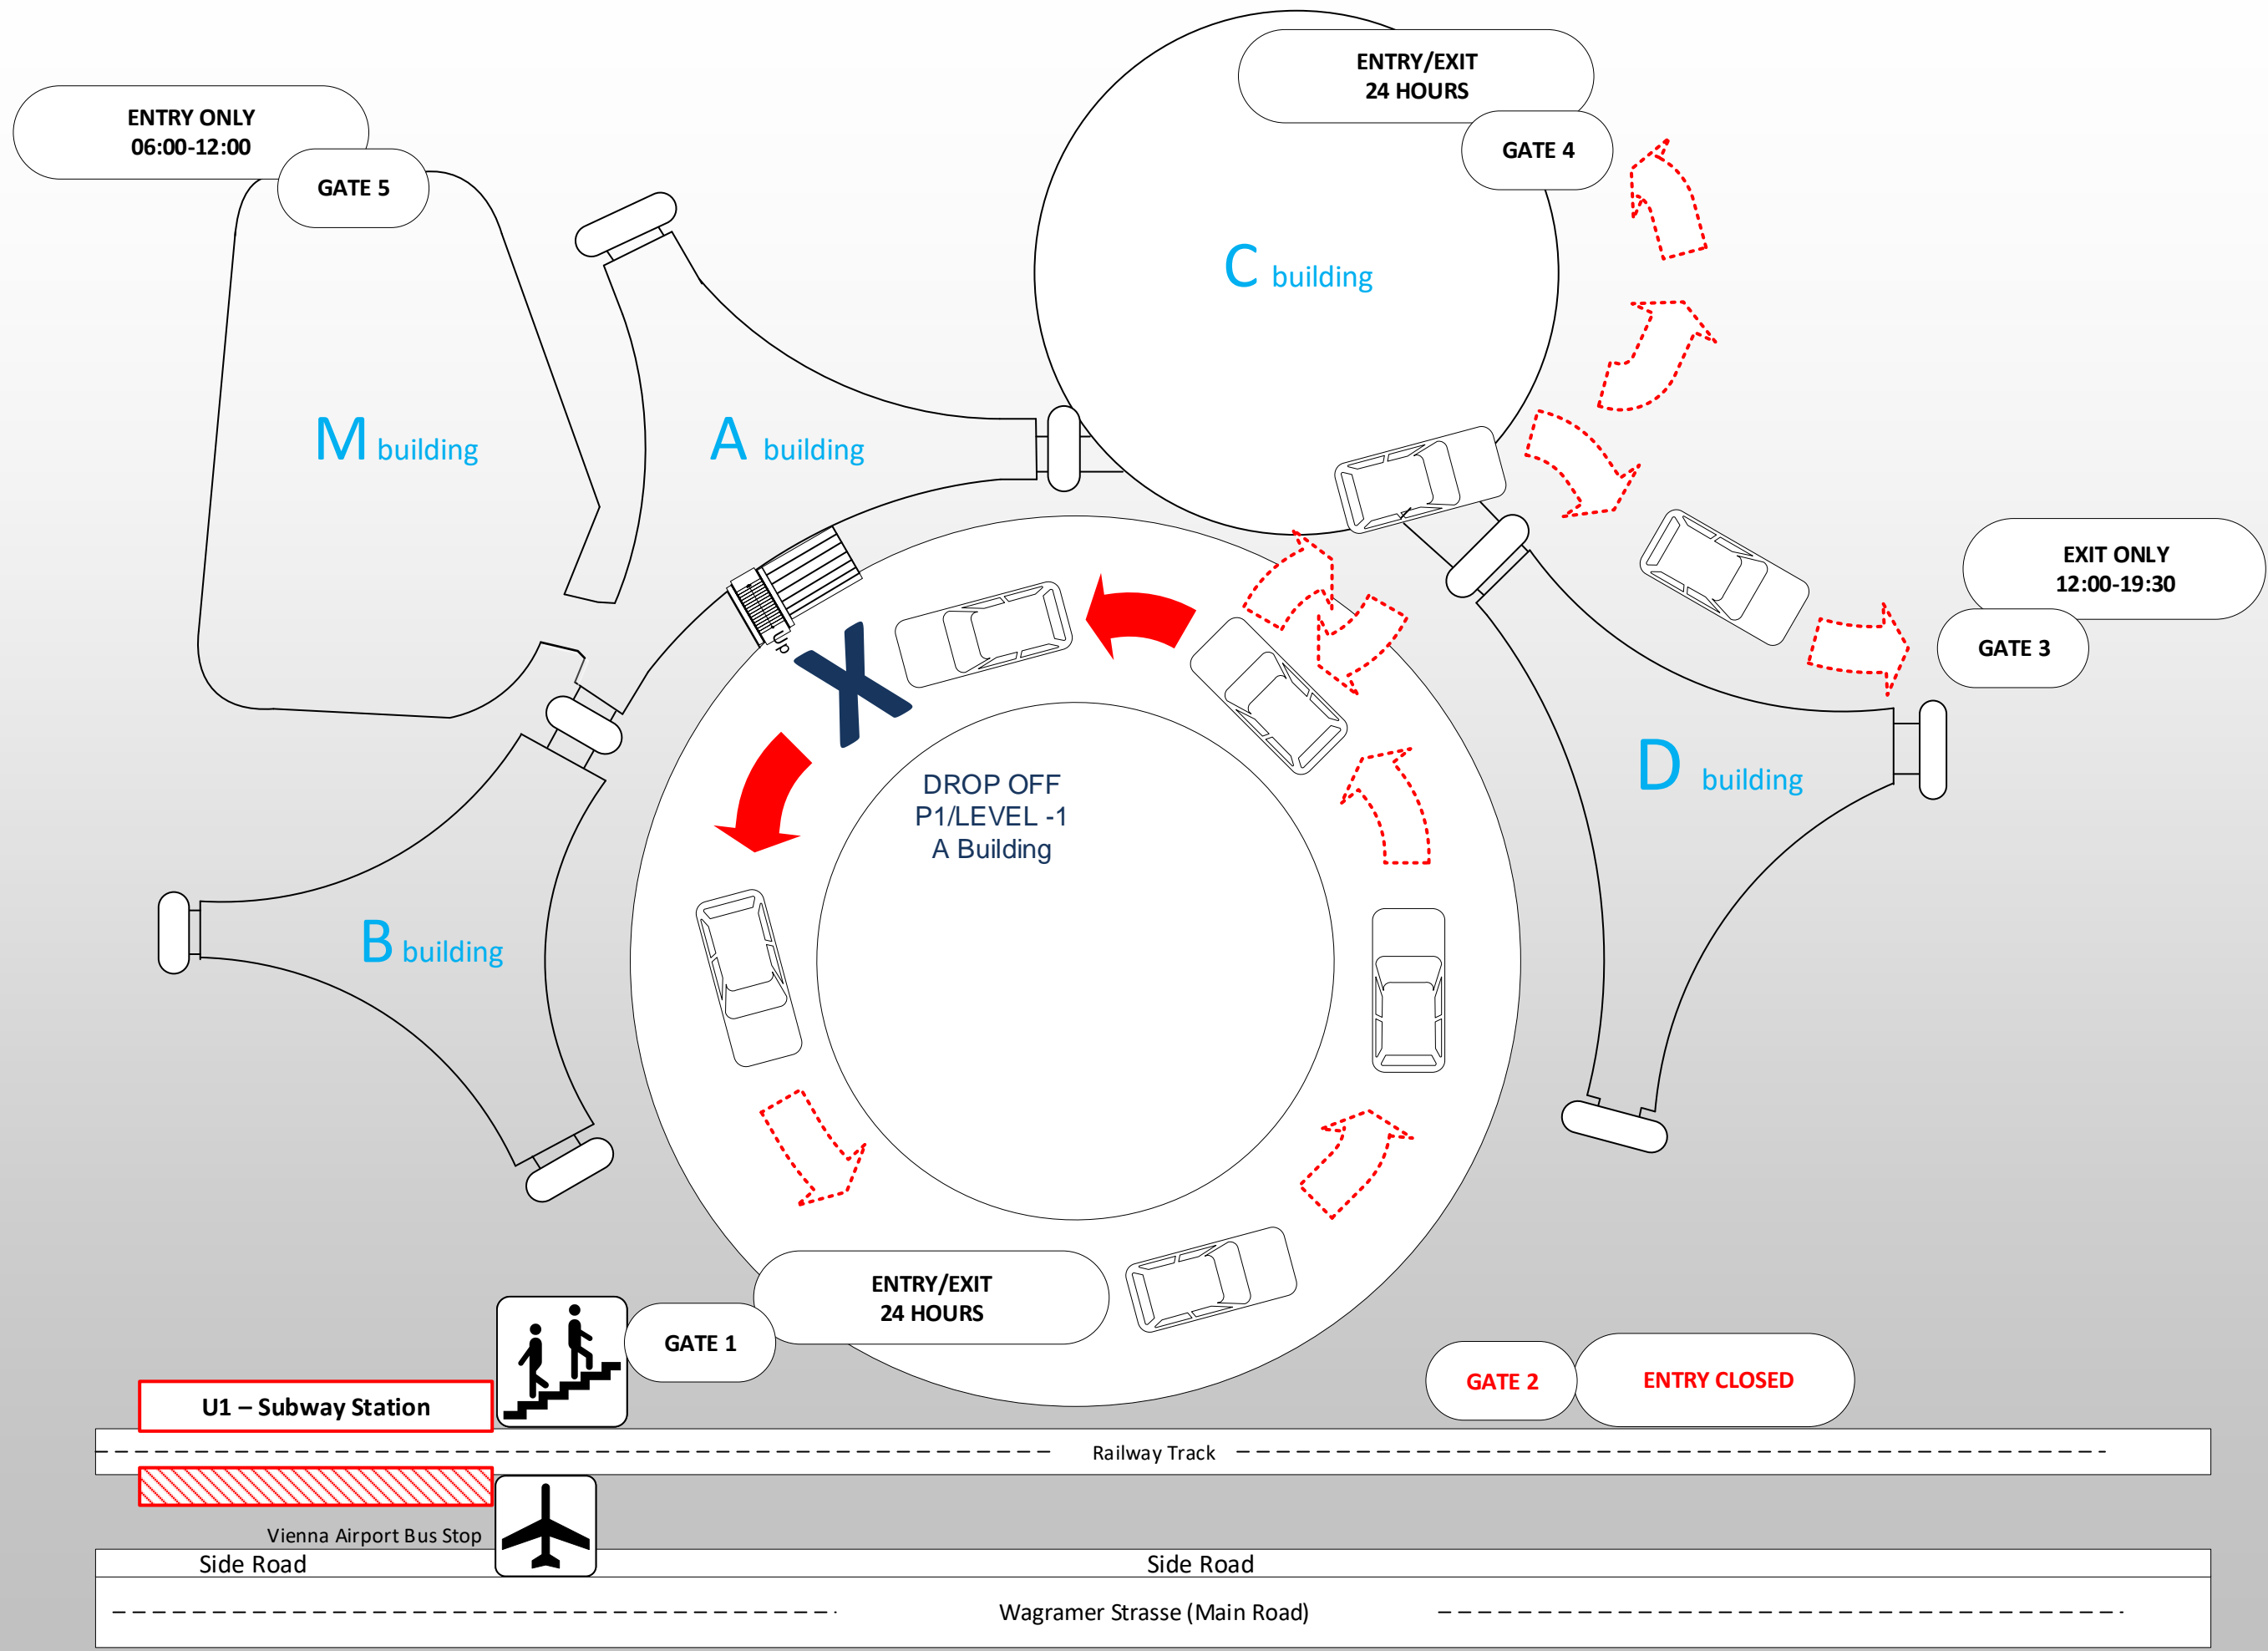 ENTRY/EXIT
24 HOURS
GATE 4
ENTRY ONLY
06:00-12:00
GATE 5
C building
M building
A building
EXIT ONLY
12:00-19:30
GATE 3
Up
D building
DROP OFF
P1/LEVEL -1
A Building
B building
ENTRY/EXIT
24 HOURS
GATE 1
GATE 2
ENTRY CLOSED
U1 – Subway Station
Railway Track
Vienna Airport Bus Stop
Side Road
Side Road
Wagramer Strasse (Main Road)